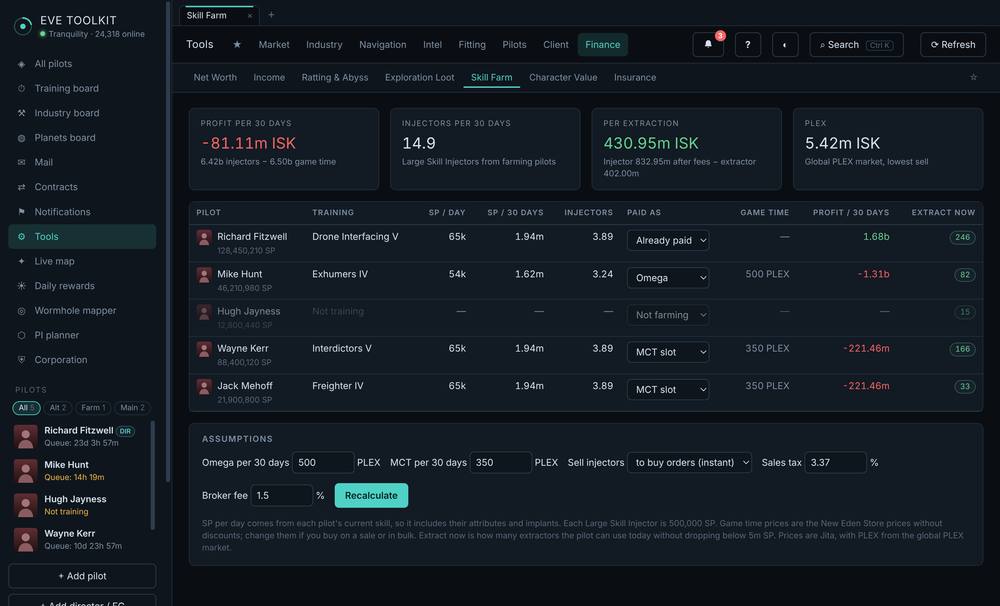 EVE TOOLKIT
Tranquility · 24,318 online
All pilots
Training board
Industry board
Planets board
Mail
Contracts
Notifications
Tools
Live map
Daily rewards
Wormhole mapper
PI planner
Corporation
PILOTS
All 5 Alt 2 Farm 1 Main 2
Richard Fitzwell DIR
Queue: 23d 3h 57m
Mike Hunt
Queue: 14h 19m
Hugh Jayness
Not training
Wayne Kerr
Queue: 10d 23h 57m
+ Add pilot
+ Add director / FC
Skill Farm × +
Tools ★ Market Industry Navigation Intel Fitting Pilots Client Finance 3 ? Search Ctrl K ⟳ Refresh
Net Worth Income Ratting & Abyss Exploration Loot Skill Farm Character Value Insurance ☆
PROFIT PER 30 DAYS
-81.11m ISK
6.42b injectors − 6.50b game time
INJECTORS PER 30 DAYS
14.9
Large Skill Injectors from farming pilots
PER EXTRACTION
430.95m ISK
Injector 832.95m after fees − extractor
402.00m
PLEX
5.42m ISK
Global PLEX market, lowest sell
PILOT TRAINING SP / DAY SP / 30 DAYS INJECTORS PAID AS GAME TIME PROFIT / 30 DAYS EXTRACT NOW
Richard Fitzwell Drone Interfacing V 65k 1.94m 3.89 Already paid — 1.68b 246
128,450,210 SP
Mike Hunt Exhumers IV 54k 1.62m 3.24 Omega 500 PLEX -1.31b 82
46,210,980 SP
Hugh Jayness Not training — — — Not farming — — 15
12,800,440 SP
Wayne Kerr Interdictors V 65k 1.94m 3.89 MCT slot 350 PLEX -221.46m 166
88,400,120 SP
Jack Mehoff Freighter IV 65k 1.94m 3.89 MCT slot 350 PLEX -221.46m 33
21,900,800 SP
ASSUMPTIONS
Omega per 30 days 500 PLEX MCT per 30 days 350 PLEX Sell injectors to buy orders (instant) Sales tax 3.37 %
Broker fee 1.5 % Recalculate
SP per day comes from each pilot's current skill, so it includes their attributes and implants. Each Large Skill Injector is 500,000 SP. Game time prices are the New Eden Store prices without
discounts; change them if you buy on a sale or in bulk. Extract now is how many extractors the pilot can use today without dropping below 5m SP. Prices are Jita, with PLEX from the global PLEX
market.